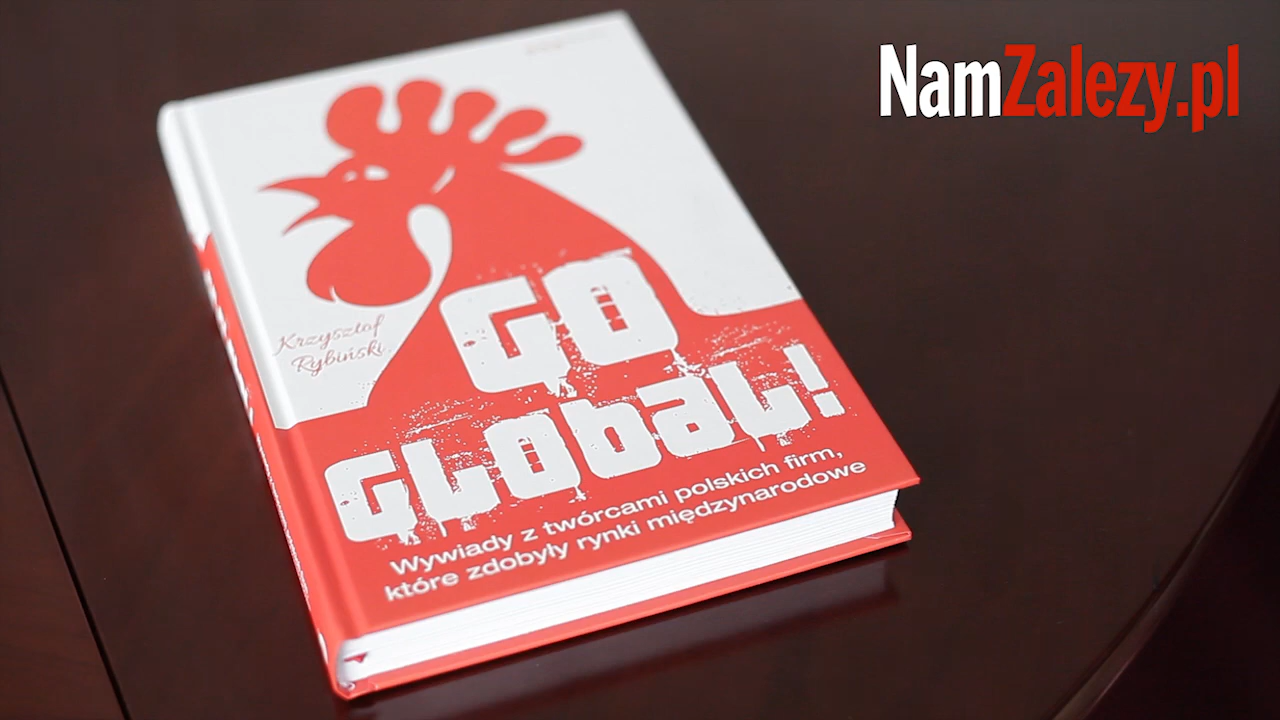 NamZalezy.pl
Krzysztof
Rybiński
GO
GLObaL!
Wywiady z twórcami polskich firm,
które zdobyły rynki międzynarodowe